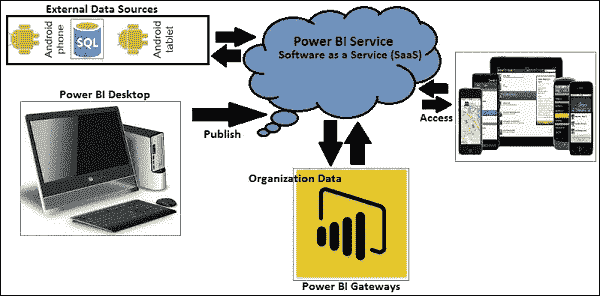 External Data Sources
Android
phone
SQL
Android
tablet
Power BI Service
Software as a Service (SaaS)
Power BI Desktop
Publish
Access
Organization Data
Power BI Gateways